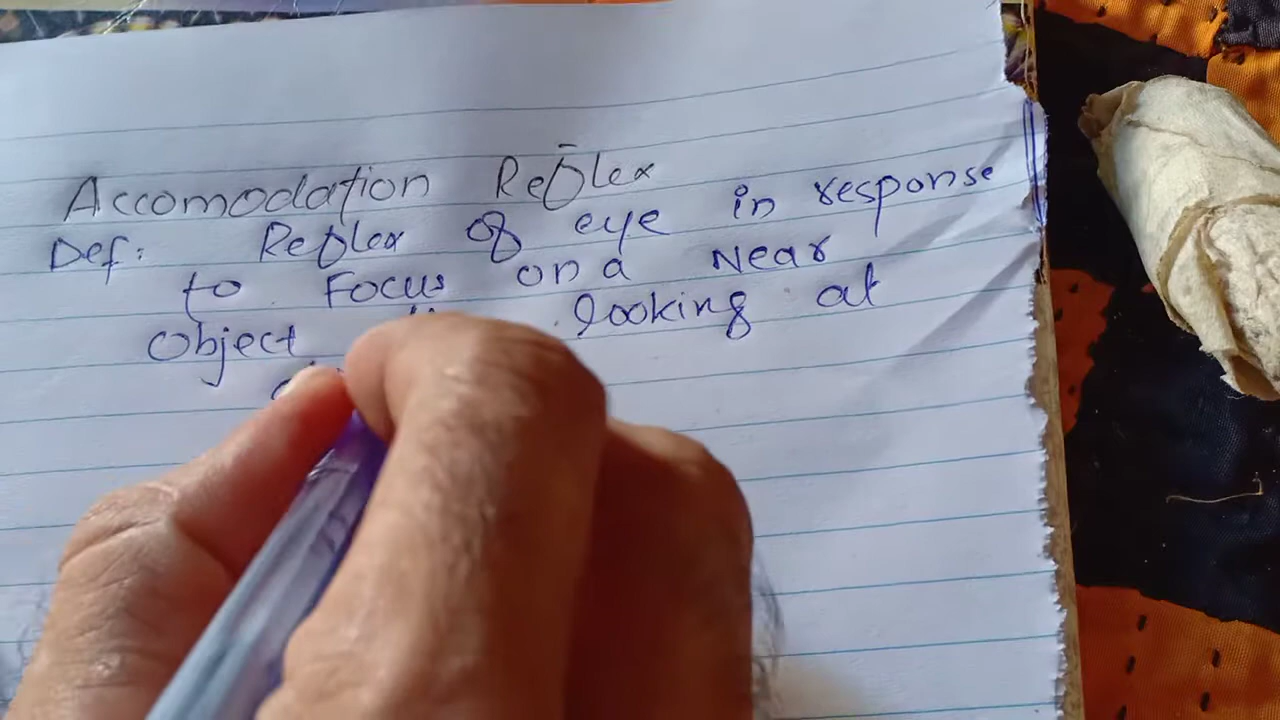 Accomodation Reflex
Def: Reflex of eye in response
to Focus on a Near
object looking at